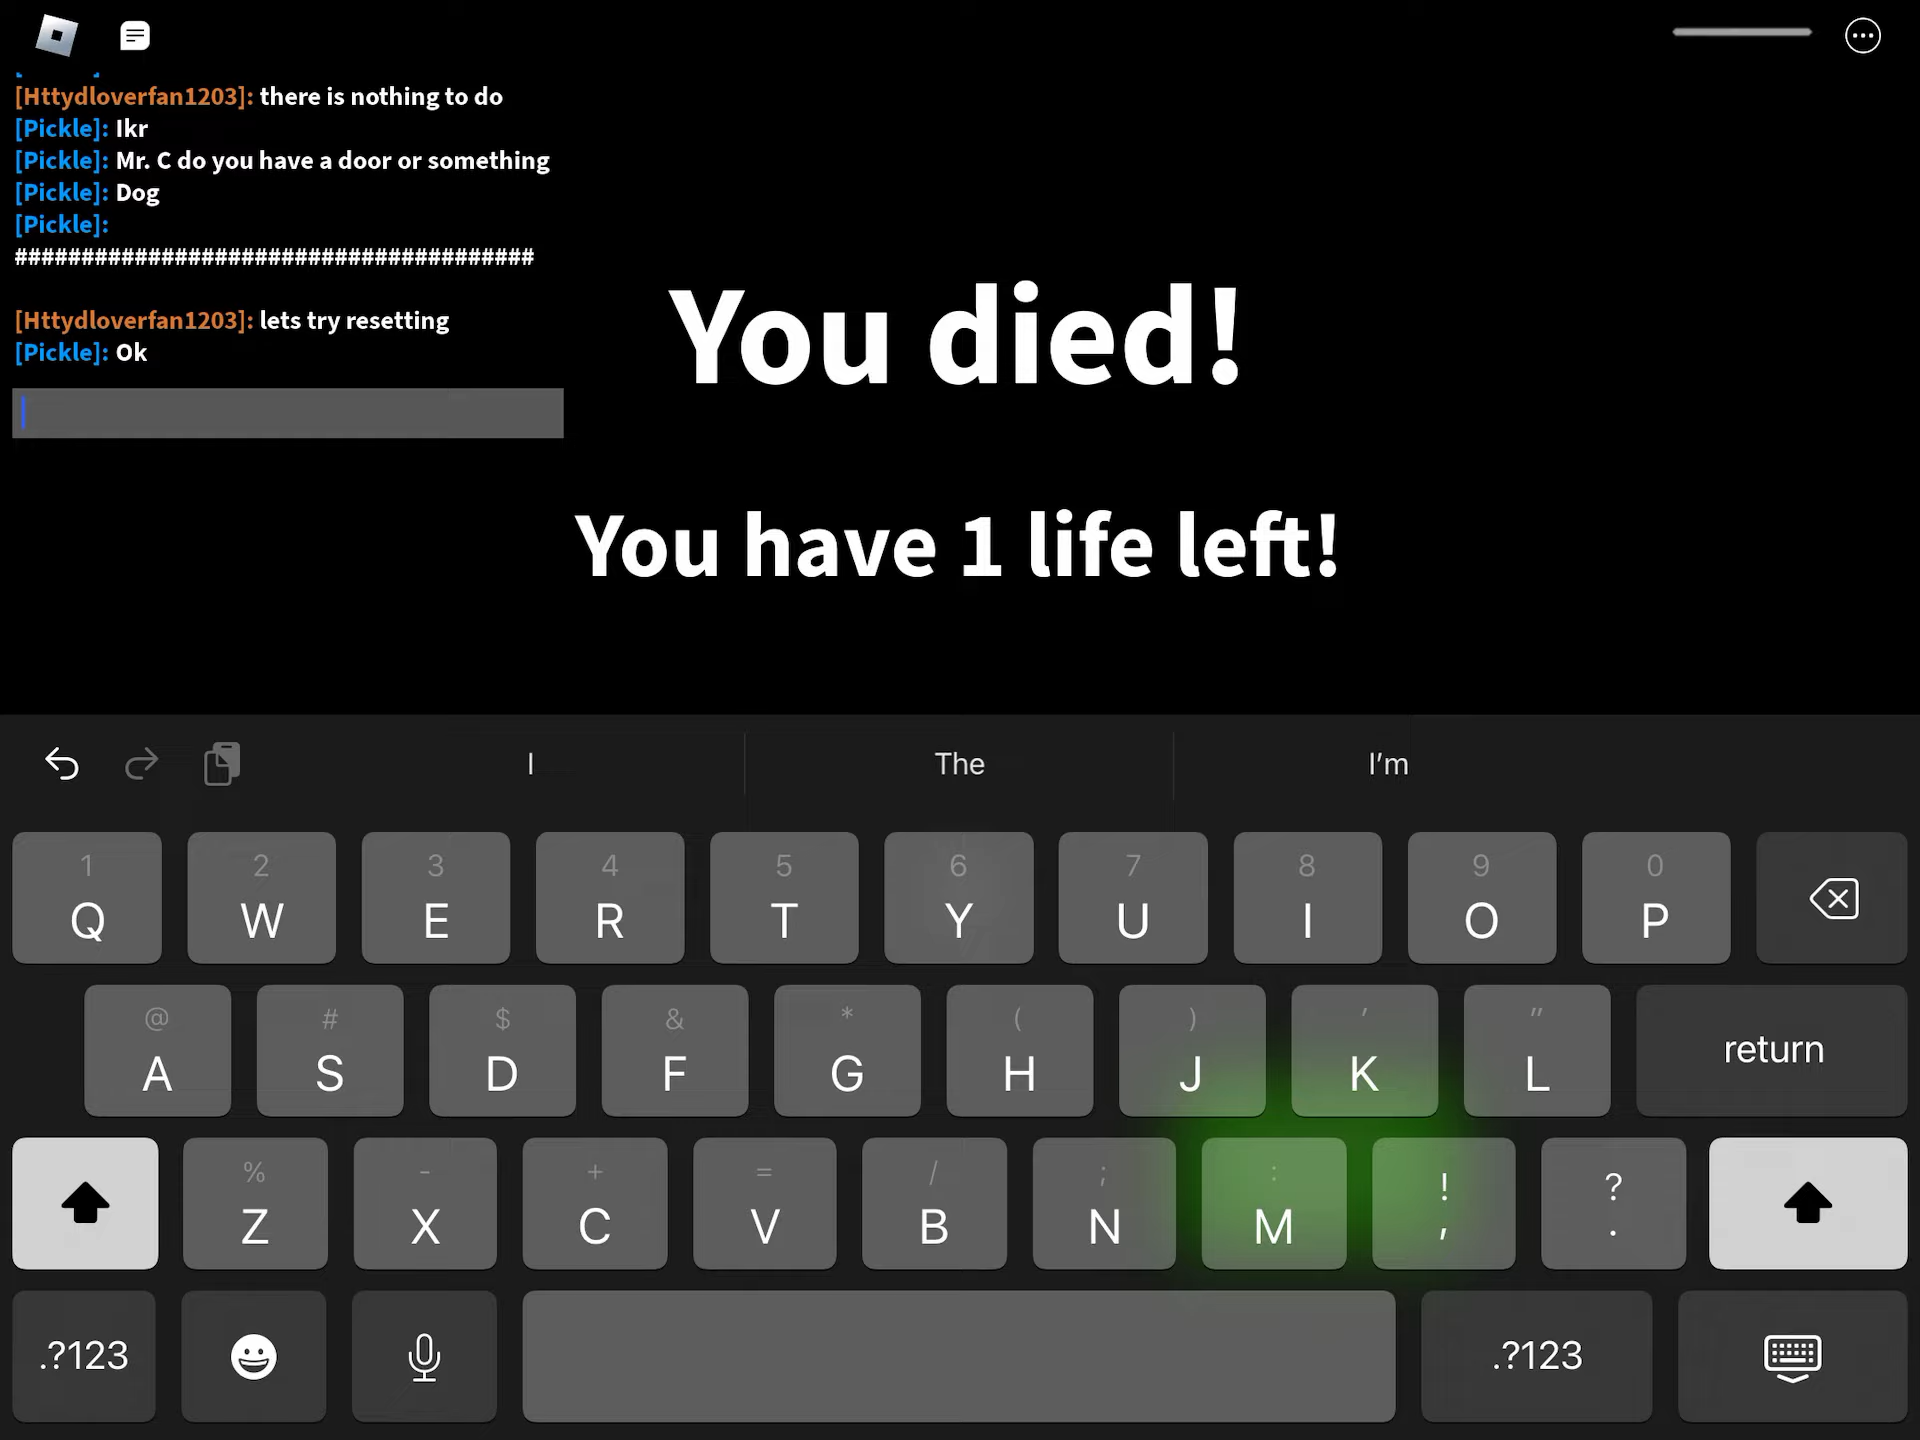 [Httydloverfan1203]: there is nothing to do
[Pickle]: Ikr
[Pickle]: Mr. C do you have a door or something
[Pickle]: Dog
[Pickle]:
#######################################
[Httydloverfan1203]: lets try resetting
[Pickle]: Ok
You died!
You have 1 life left!
I The I'm
1 2 3 4 5 6 7 8 9 0
Q W E R T Y U I O P
@ # $ & * ( ) ' "
A S D F G H J K L return
% - + = / ; : ! ?
Z X C V B N M , .
.?123 .?123